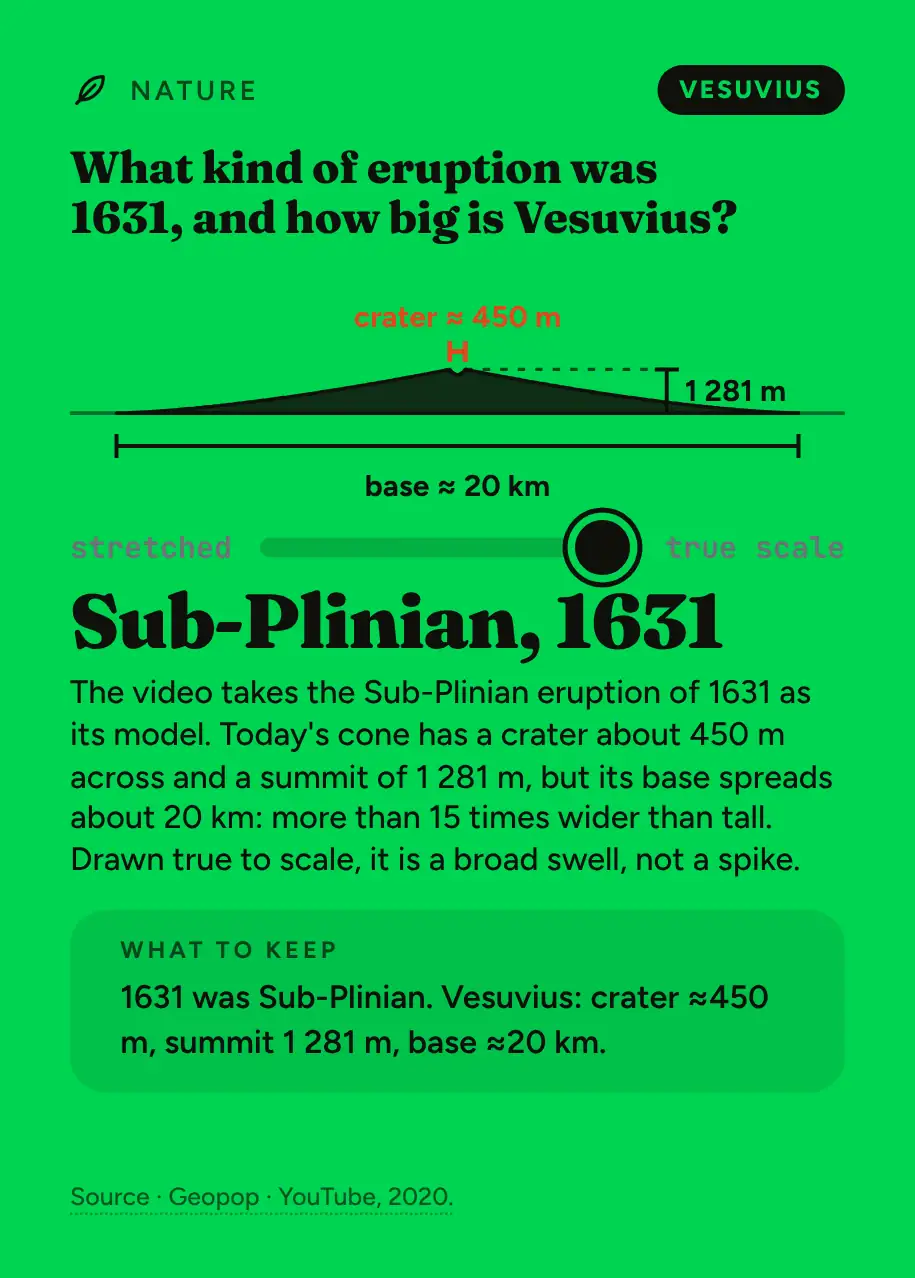 NATURE
VESUVIUS
What kind of eruption was
1631, and how big is Vesuvius?
crater ≈ 450 m
1 281 m
base ≈ 20 km
stretched
true scale
Sub-Plinian, 1631
The video takes the Sub-Plinian eruption of 1631 as
its model. Today's cone has a crater about 450 m
across and a summit of 1 281 m, but its base spreads
about 20 km: more than 15 times wider than tall.
Drawn true to scale, it is a broad swell, not a spike.
WHAT TO KEEP
1631 was Sub-Plinian. Vesuvius: crater ≈450
m, summit 1 281 m, base ≈20 km.
Source · Geopop · YouTube, 2020.